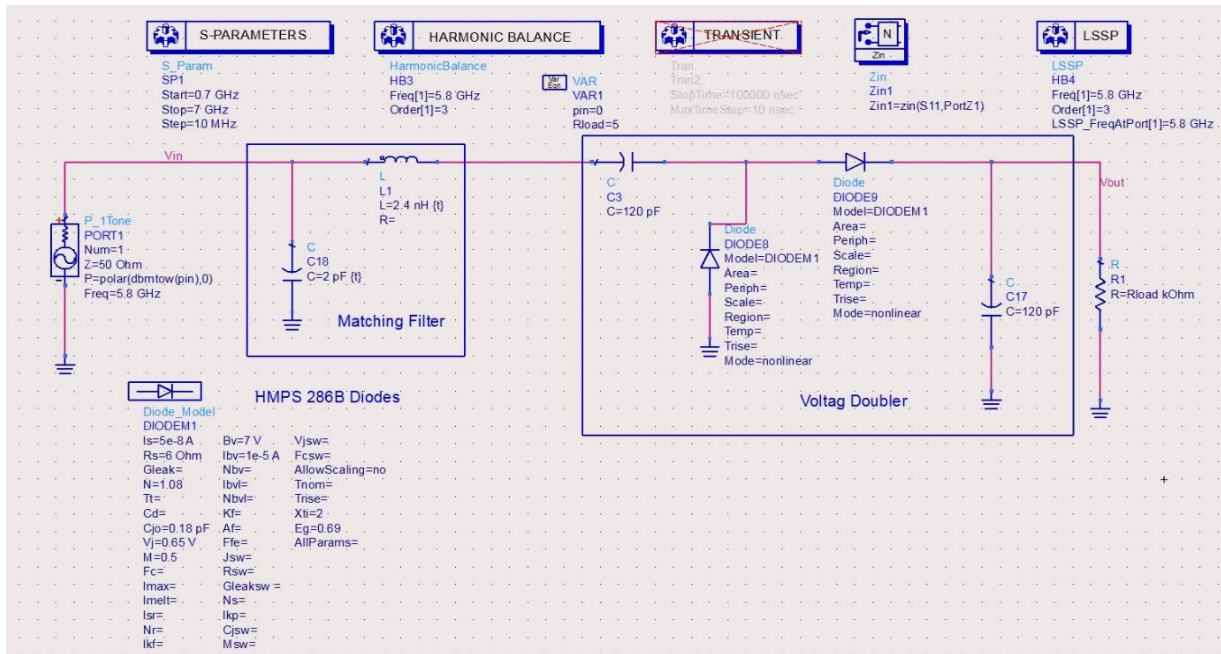 S-PARAMETERS
S_Param
SP1
Start=0.7 GHz
Stop=7 GHz
Step=10 MHz
HARMONIC BALANCE
HarmonicBalance
HB3
Freq[1]=5.8 GHz
Order[1]=3
Var
Eqn
VAR
VAR1
pin=0
Rload=5
TRANSIENT
Tran
Tran2
StopTime=100000 nsec
MaxTimeStep=10 nsec
N
Zin
Zin
Zin1
Zin1=zin(S11,PortZ1)
LSSP
LSSP
HB4
Freq[1]=5.8 GHz
Order[1]=3
LSSP_FreqAtPort[1]=5.8 GHz
Vin
P_1Tone
PORT1
Num=1
Z=50 Ohm
P=polar(dbmtow(pin),0)
Freq=5.8 GHz
L
L1
L=2.4 nH {t}
R=
C
C18
C=2 pF {t}
Matching Filter
C
C3
C=120 pF
Diode
DIODE8
Model=DIODEM1
Area=
Periph=
Scale=
Region=
Temp=
Trise=
Mode=nonlinear
Diode
DIODE9
Model=DIODEM1
Area=
Periph=
Scale=
Region=
Temp=
Trise=
Mode=nonlinear
C
C17
C=120 pF
Vout
R
R1
R=Rload kOhm
Voltag Doubler
HMPS 286B Diodes
Diode_Model
DIODEM1
Is=5e-8 A
Rs=6 Ohm
Gleak=
N=1.08
Tt=
Cd=
Cjo=0.18 pF
Vj=0.65 V
M=0.5
Fc=
Imax=
Imelt=
Isr=
Nr=
Ikf=
Bv=7 V
Ibv=1e-5 A
Nbv=
Ibvl=
Nbvl=
Kf=
Af=
Ffe=
Jsw=
Rsw=
Gleaksw =
Ns=
Ikp=
Cjsw=
Msw=
Vjsw=
Fcsw=
AllowScaling=no
Tnom=
Trise=
Xti=2
Eg=0.69
AllParams=